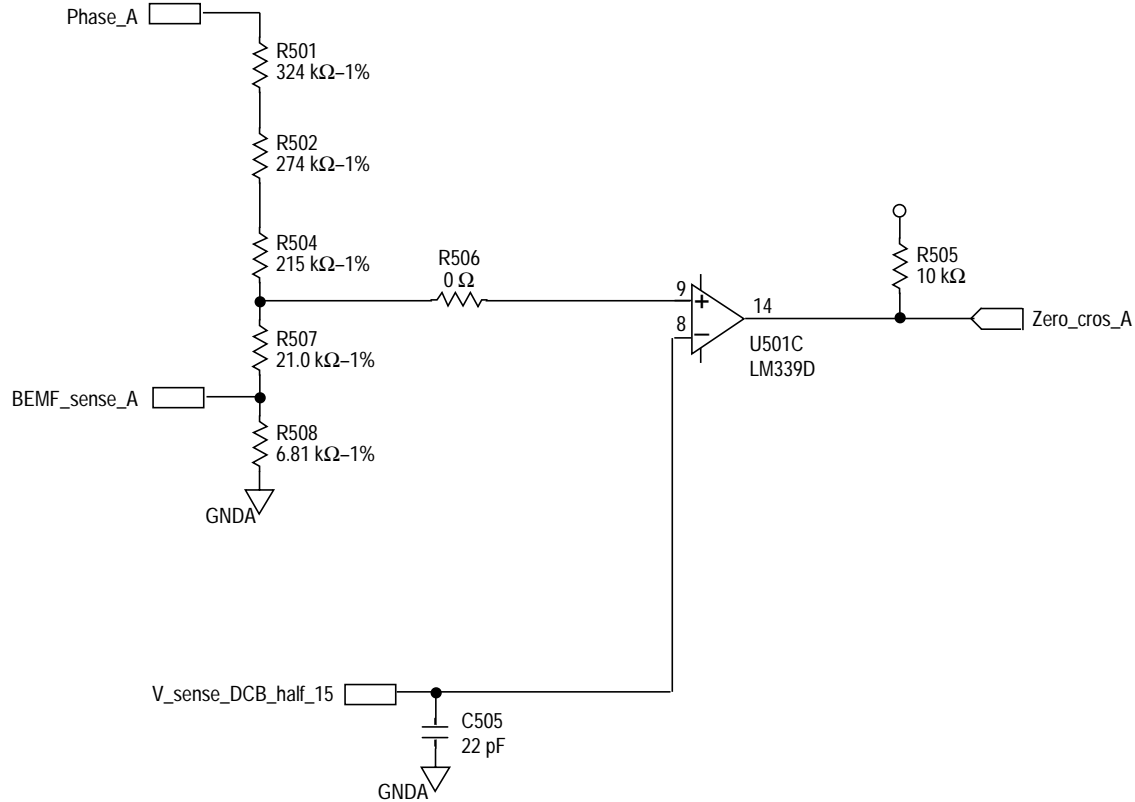 Phase_A
R501
324 kΩ–1%
R502
274 kΩ–1%
R504
215 kΩ–1%
R506
0 Ω
R505
10 kΩ
9
+
14
8
–
Zero_cros_A
U501C
LM339D
R507
21.0 kΩ–1%
BEMF_sense_A
R508
6.81 kΩ–1%
GNDA
V_sense_DCB_half_15
C505
22 pF
GNDA